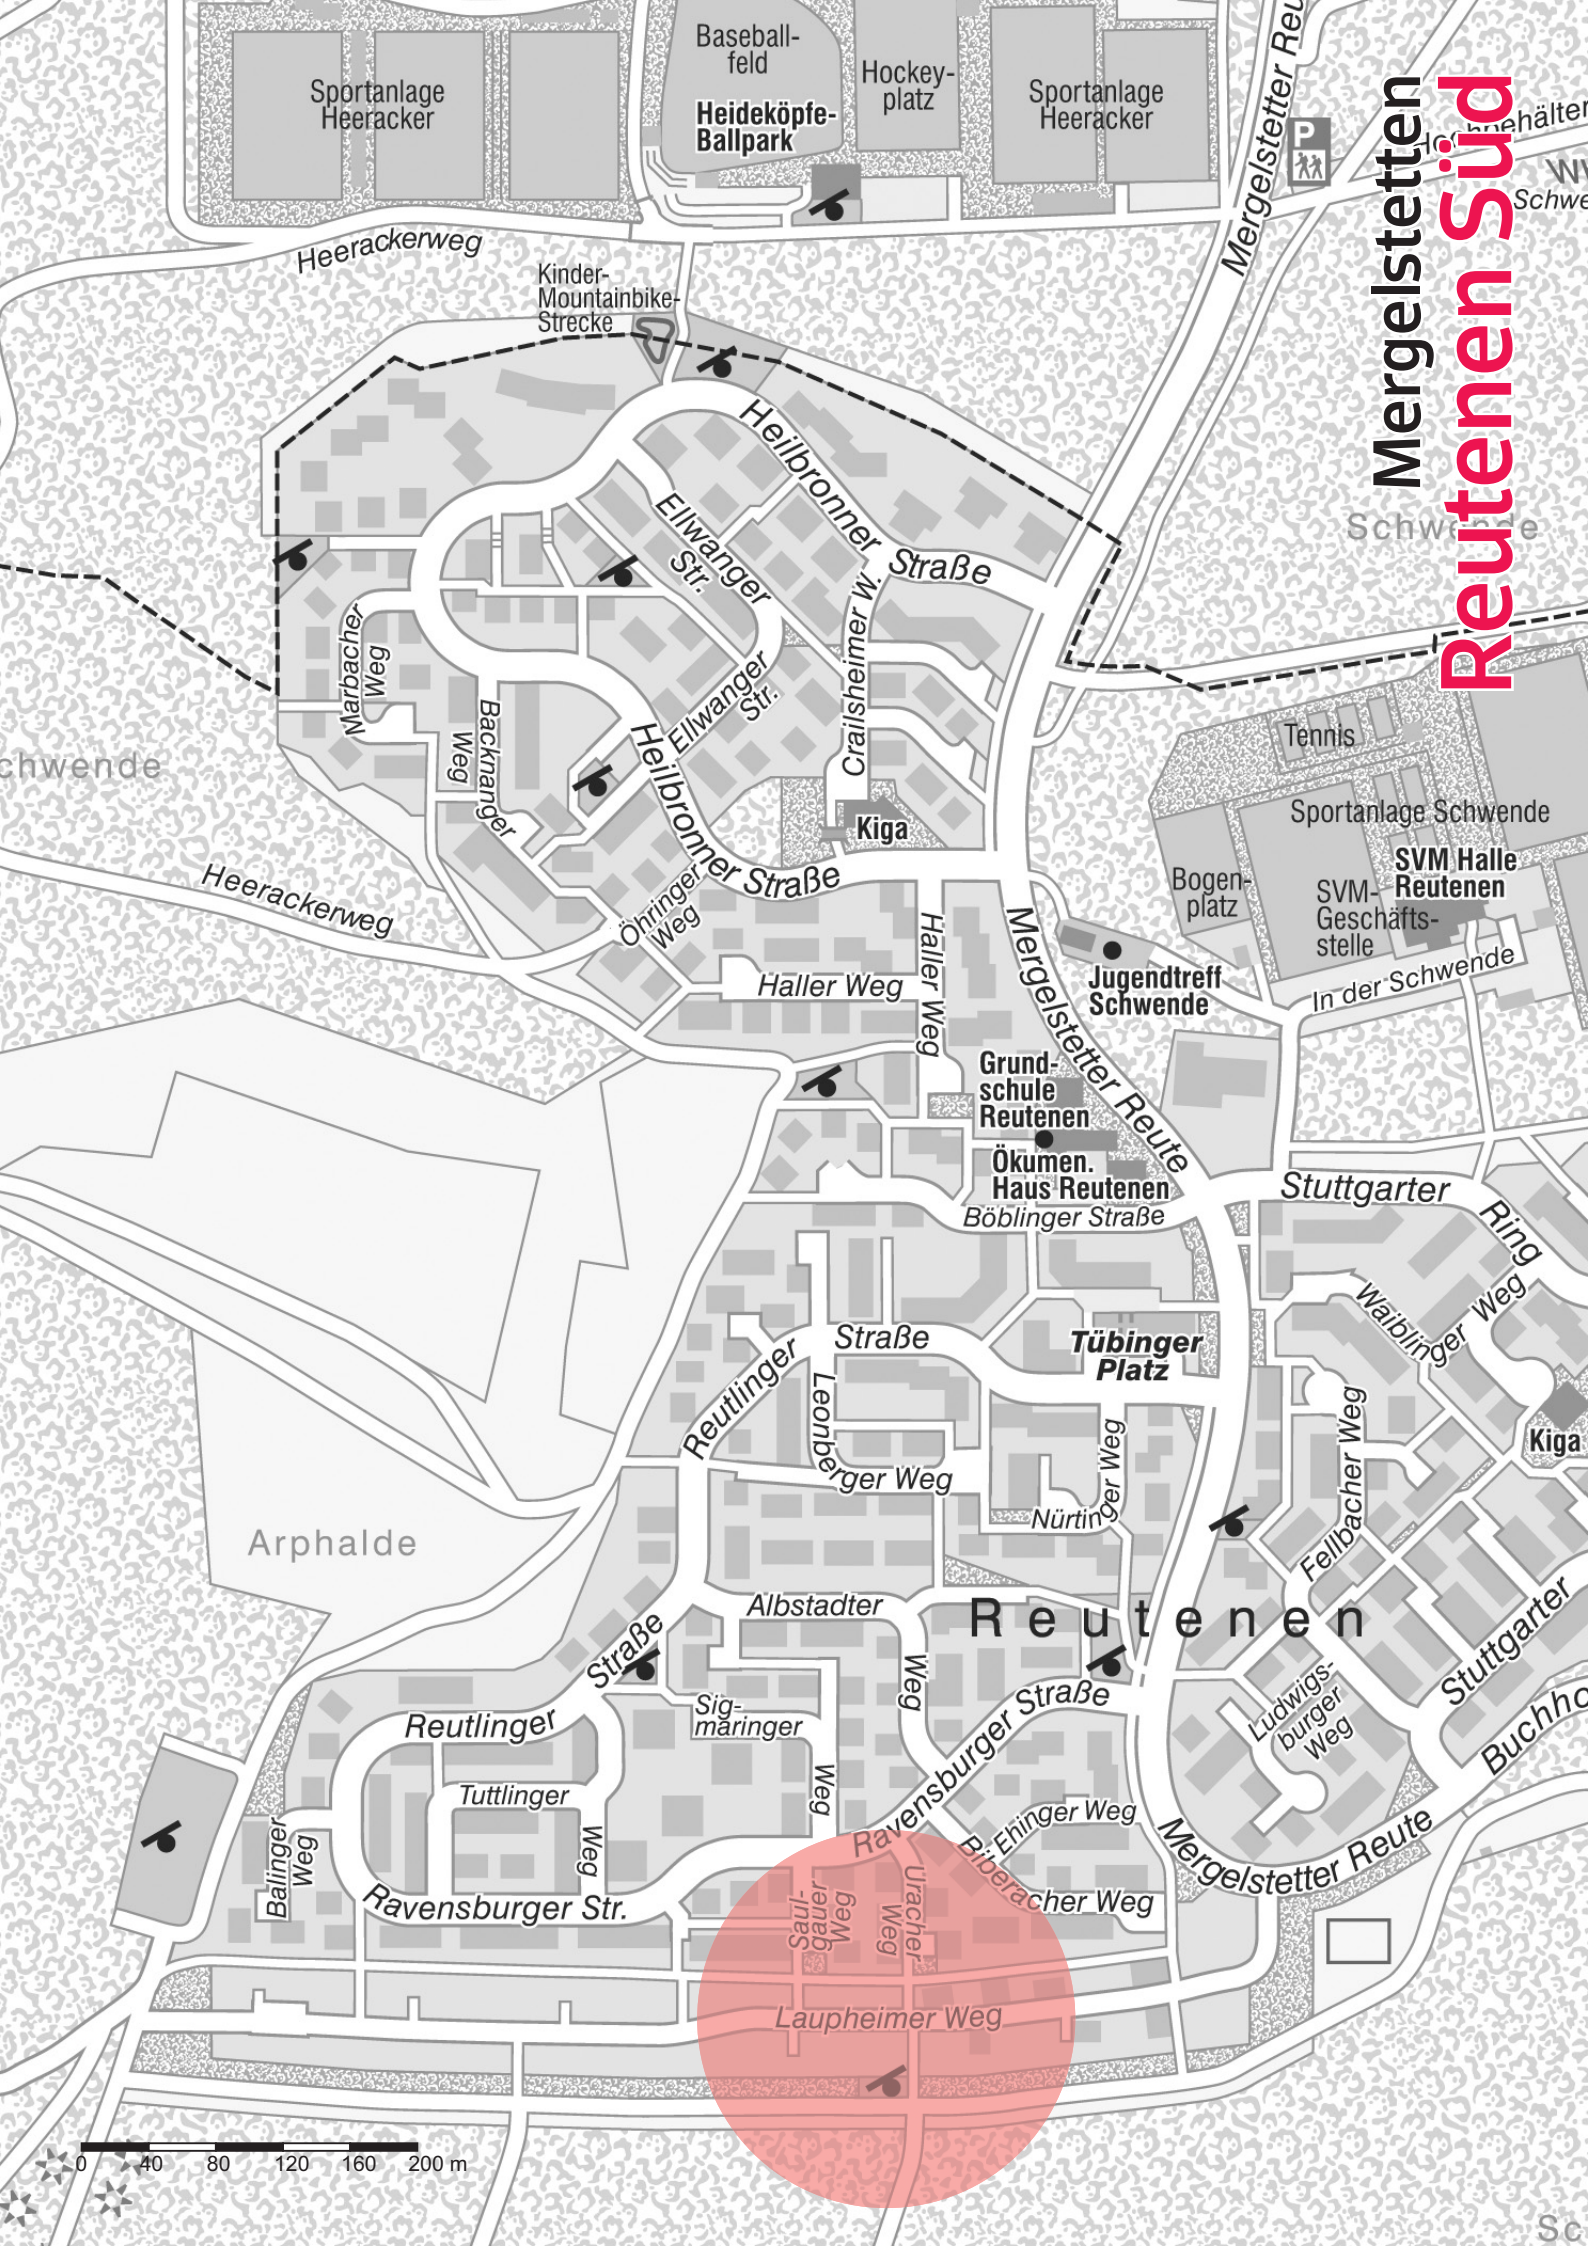 Mergelstetten
Reutenen Süd
Baseball-
feld
Heideköpfe-
Ballpark
Hockey-
platz
Sportanlage
Heeracker
Sportanlage
Heeracker
P
Mergelstetter Reu
Hochbehälter
Schwe
Heerackerweg
Kinder-
Mountainbike-
Strecke
Heilbronner Straße
Ellwanger
Str.
Crailsheimer W.
Schwende
Marbacher
Weg
Backnanger
Weg
Ellwanger
Str.
Heilbronner Straße
Kiga
chwende
Tennis
Sportanlage Schwende
SVM Halle
Reutenen
Bogen-
platz
SVM-
Geschäfts-
stelle
In der Schwende
Heerackerweg
Öhringer
Weg
Haller Weg
Haller Weg
Mergelstetter Reute
Jugendtreff
Schwende
Grund-
schule
Reutenen
Ökumen.
Haus Reutenen
Böblinger Straße
Stuttgarter Ring
Waiblinger Weg
Kiga
Tübinger
Platz
Reutlinger Straße
Leonberger Weg
Nürtinger Weg
Fellbacher Weg
Arphalde
Albstadter
Weg
Reutenen
Stuttgarter
Ludwigs-
burger
Weg
Buchho
Reutlinger Straße
Sig-
maringer
Weg
Ravensburger Straße
Tuttlinger
Weg
Balinger
Weg
Ravensburger Str.
Ehinger Weg
Biberacher Weg
Mergelstetter Reute
Saul-
gauer
Weg
Uracher
Weg
Laupheimer Weg
0 40 80 120 160 200 m
Sc